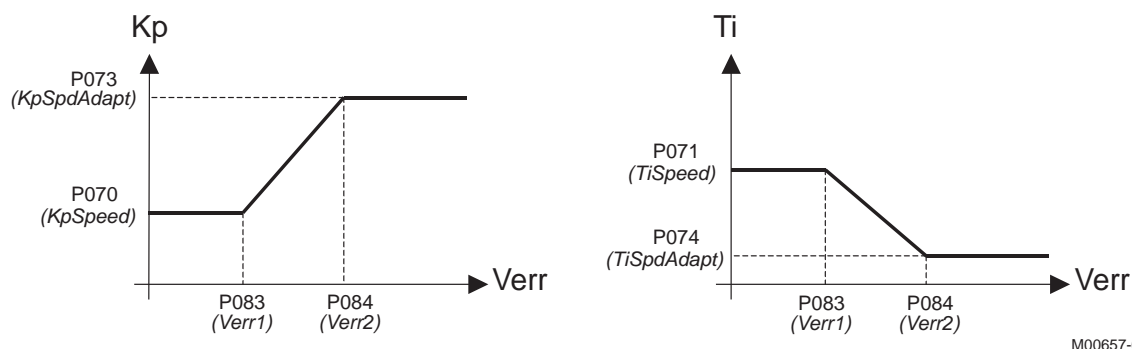 Kp
P073
(KpSpdAdapt)
P070
(KpSpeed)
Verr
P083
(Verr1)
P084
(Verr2)
Ti
P071
(TiSpeed)
P074
(TiSpdAdapt)
Verr
P083
(Verr1)
P084
(Verr2)
M00657-